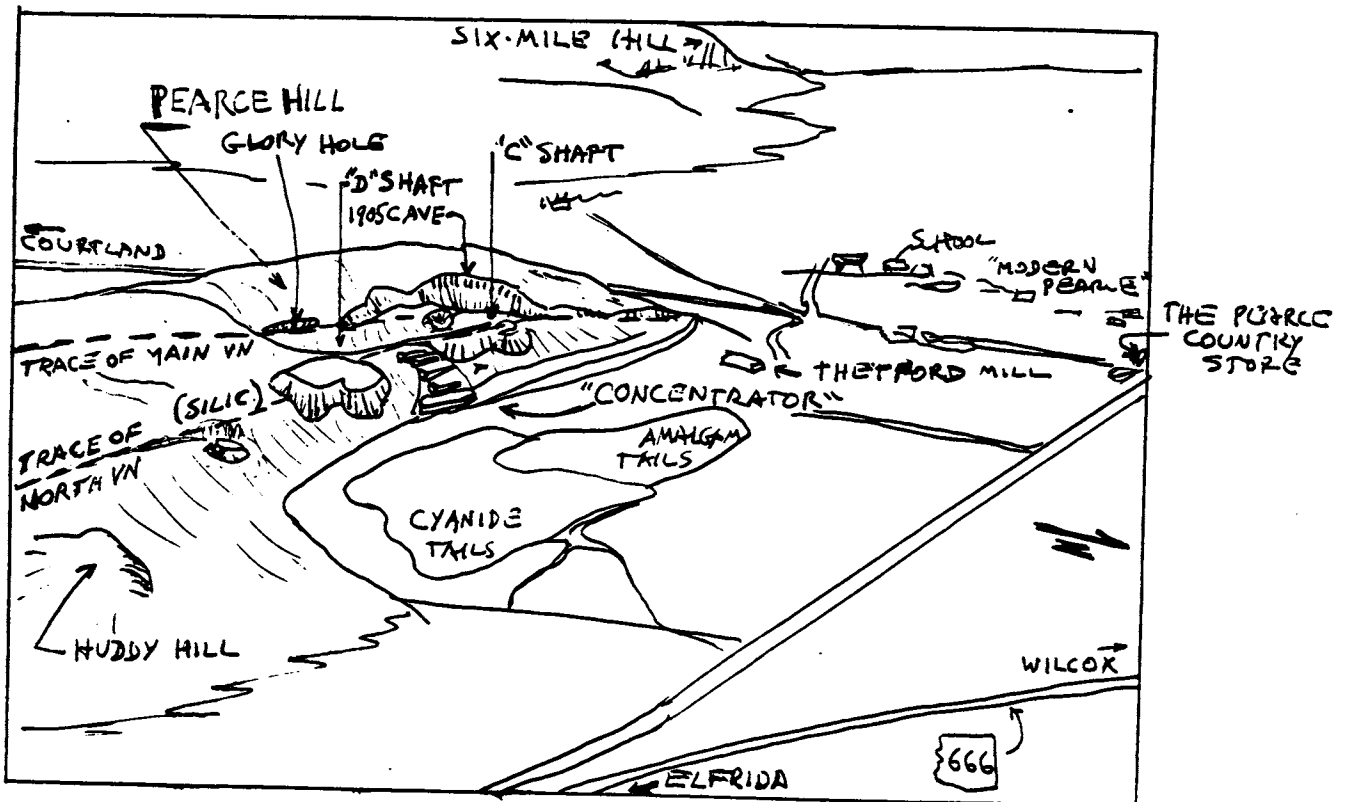 SIX-MILE HILL
PEARCE HILL
GLORY HOLE
"C" SHAFT
"D" SHAFT
1905 CAVE
COURTLAND
SCHOOL
"MODERN
PEARCE"
THE PEARCE
COUNTRY
STORE
TRACE OF MAIN VN
THETFORD MILL
(SILIC)
"CONCENTRATOR"
TRACE OF
NORTH VN
AMALGAM
TAILS
CYANIDE
TAILS
HUDDY HILL
WILCOX
666
ELFRIDA